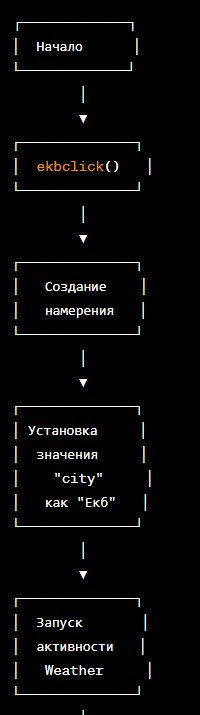 Начало
ekbclick()
Создание
намерения
Установка
значения
"city"
как "Екб"
Запуск
активности
Weather